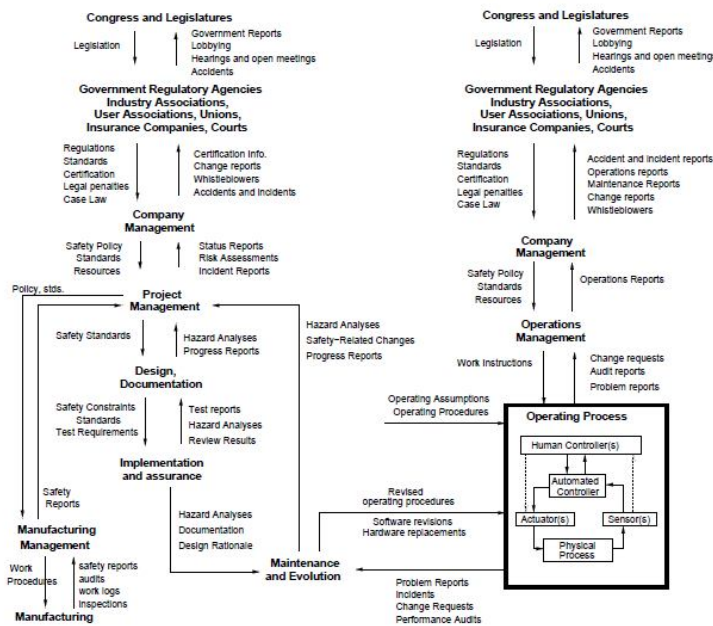 Congress and Legislatures
Legislation
Government Reports
Lobbying
Hearings and open meetings
Accidents
Government Regulatory Agencies
Industry Associations,
User Associations, Unions,
Insurance Companies, Courts
Regulations
Standards
Certification
Legal penalties
Case Law
Certification Info.
Change reports
Whistleblowers
Accidents and incidents
Company
Management
Safety Policy
Standards
Resources
Status Reports
Risk Assessments
Incident Reports
Policy, stds.
Project
Management
Safety Standards
Hazard Analyses
Progress Reports
Design,
Documentation
Safety Constraints
Standards
Test Requirements
Test reports
Hazard Analyses
Review Results
Implementation
and assurance
Safety
Reports
Manufacturing
Management
Work
Procedures
safety reports
audits
work logs
inspections
Manufacturing
Hazard Analyses
Documentation
Design Rationale
Maintenance
and Evolution
Hazard Analyses
Safety-Related Changes
Progress Reports
Congress and Legislatures
Legislation
Government Reports
Lobbying
Hearings and open meetings
Accidents
Government Regulatory Agencies
Industry Associations,
User Associations, Unions,
Insurance Companies, Courts
Regulations
Standards
Certification
Legal penalties
Case Law
Accident and incident reports
Operations reports
Maintenance Reports
Change reports
Whistleblowers
Company
Management
Safety Policy
Standards
Resources
Operations Reports
Operations
Management
Work Instructions
Change requests
Audit reports
Problem reports
Operating Assumptions
Operating Procedures
Operating Process
Human Controller(s)
Automated
Controller
Actuator(s)
Sensor(s)
Physical
Process
Revised
operating procedures
Software revisions
Hardware replacements
Problem Reports
Incidents
Change Requests
Performance Audits